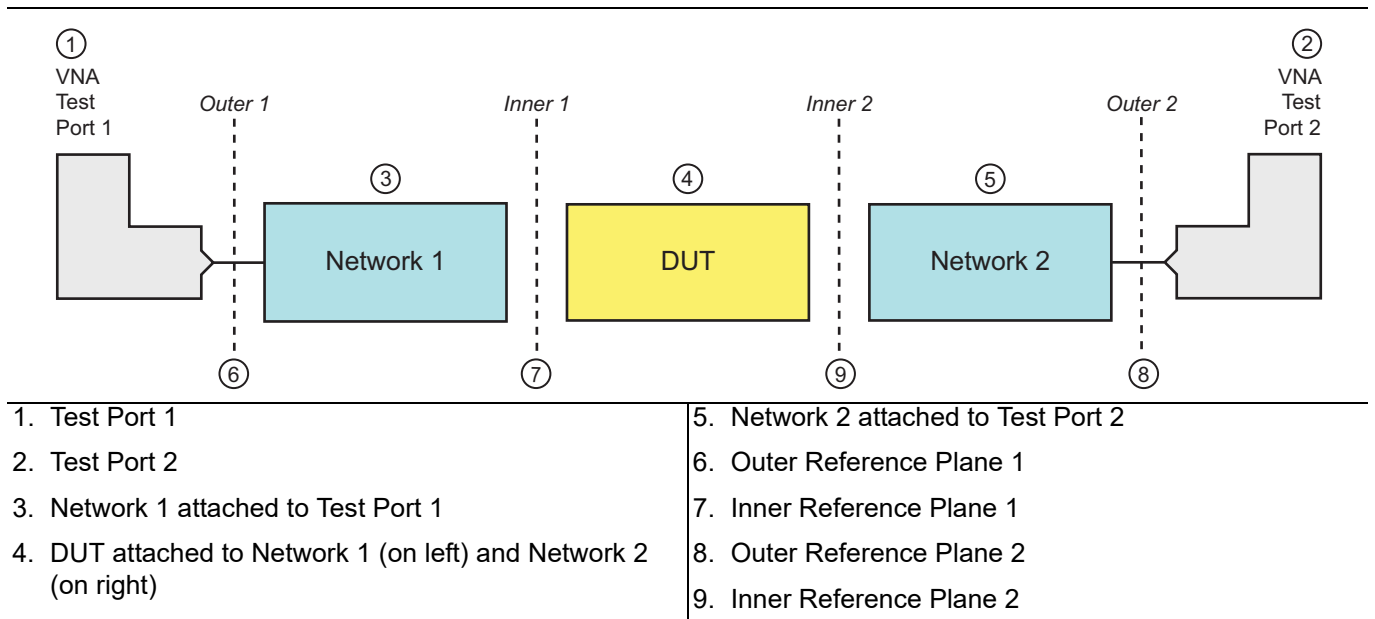 ①
VNA
Test
Port 1
②
VNA
Test
Port 2
Outer 1
Inner 1
Inner 2
Outer 2
③
④
⑤
Network 1
DUT
Network 2
⑥
⑦
⑨
⑧
1. Test Port 1
2. Test Port 2
3. Network 1 attached to Test Port 1
4. DUT attached to Network 1 (on left) and Network 2
(on right)
5. Network 2 attached to Test Port 2
6. Outer Reference Plane 1
7. Inner Reference Plane 1
8. Outer Reference Plane 2
9. Inner Reference Plane 2